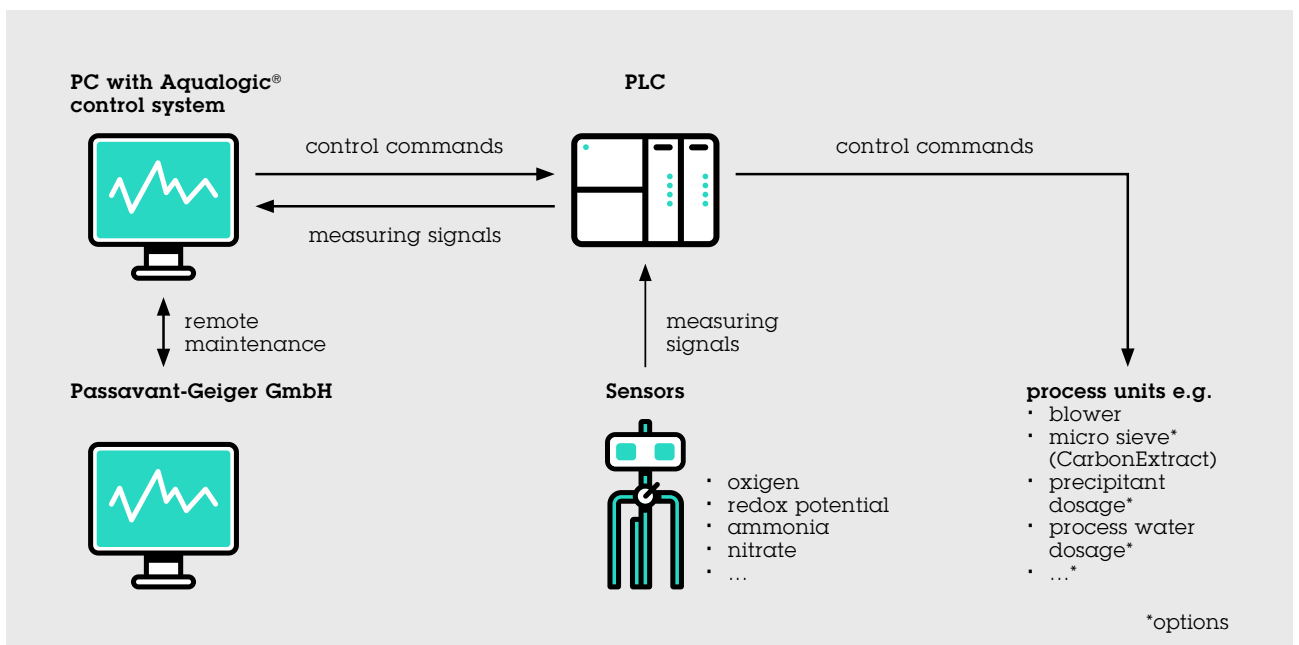 PC with Aqualogic®
control system
PLC
control commands
control commands
measuring signals
remote
maintenance
measuring
signals
Passavant-Geiger GmbH
Sensors
· oxigen
· redox potential
· ammonia
· nitrate
· ...
process units e.g.
· blower
· micro sieve*
(CarbonExtract)
· precipitant
dosage*
· process water
dosage*
· ...*
*options